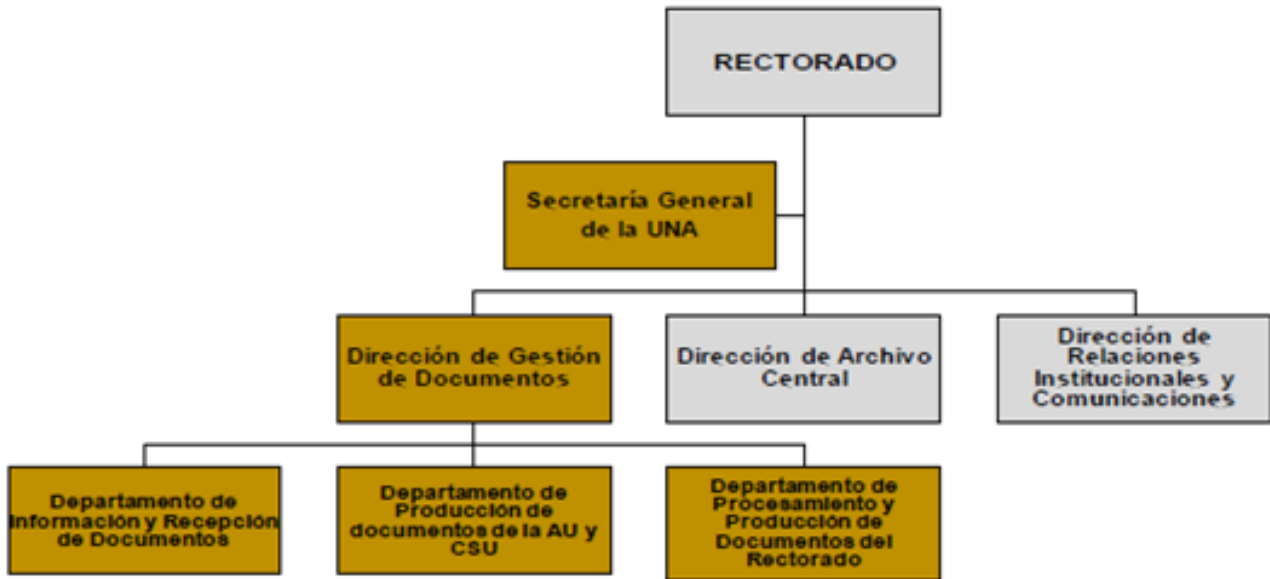 RECTORADO
Secretaría General
de la UNA
Dirección de Gestión
de Documentos
Dirección de Archivo
Central
Dirección de
Relaciones
Institucionales y
Comunicaciones
Departamento de
Información y Recepción
de Documentos
Departamento de
Producción de
documentos de la AU y
CSU
Departamento de
Procesamiento y
Producción de
Documentos del
Rectorado